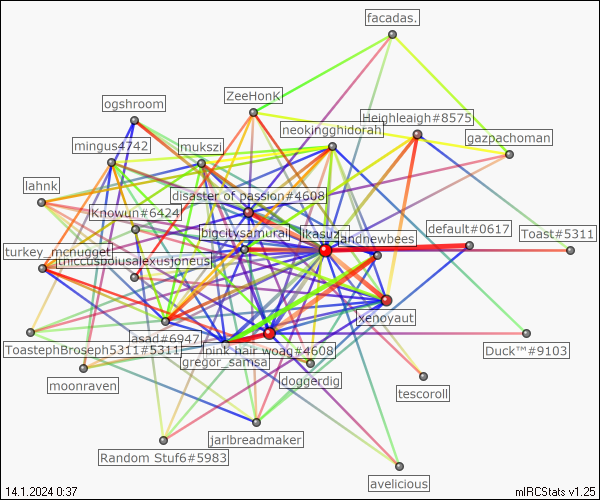 facadas.
ZeeHonK
ogshroom
Heighleaigh#8575
neokingghidorah
gazpachoman
mingus4742
mukszi
lahnk
disaster of passion#4608
Knowun#6424
bigcitysamurai
likasuz
andnewbees
default#0617
Toast#5311
turkey_mcnugget
xenoyaut
asad#6947
ToastephBroseph5311#5311
pink hair woag#4608
Duck™#9103
gregor_samsa
moonraven
doggerdig
tescoroll
jarlbreadmaker
Random Stuf6#5983
avelicious
14.1.2024 0:37
mIRCStats v1.25